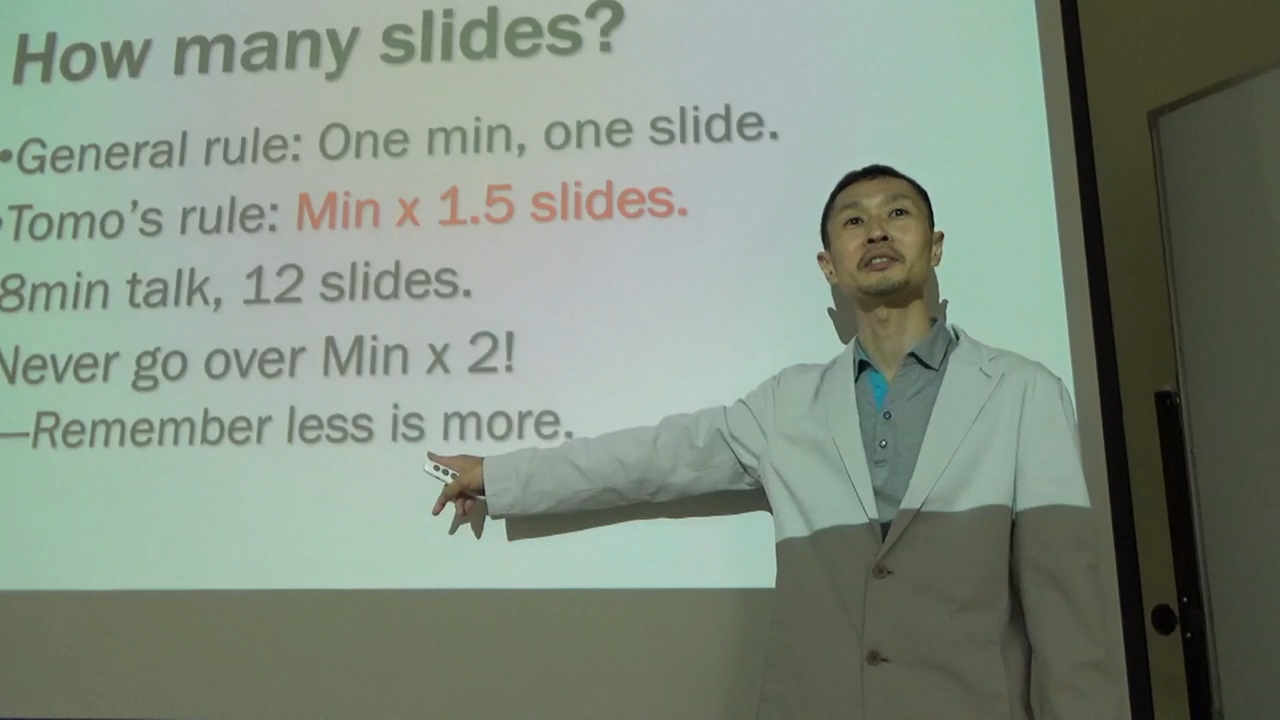 How many slides?
•General rule: One min, one slide.
•Tomo's rule: Min x 1.5 slides.
8min talk, 12 slides.
Never go over Min x 2!
–Remember less is more.